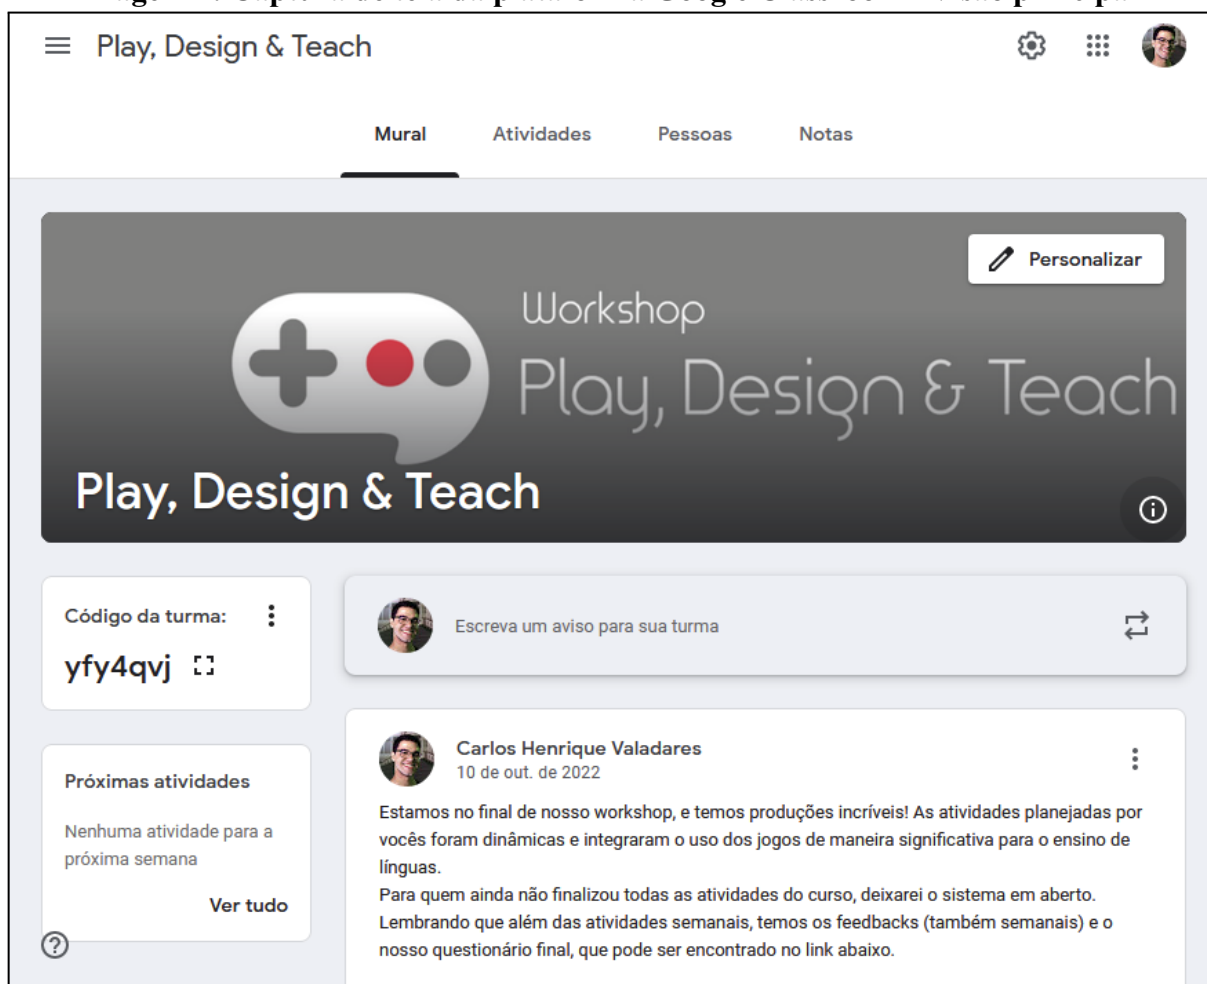 Play, Design & Teach
Mural Atividades Pessoas Notas
Personalizar
Workshop
Play, Design & Teach
Play, Design & Teach
Código da turma:
yfy4qvj
Escreva um aviso para sua turma
Próximas atividades
Nenhuma atividade para a
próxima semana
Ver tudo
Carlos Henrique Valadares
10 de out. de 2022
Estamos no final de nosso workshop, e temos produções incríveis! As atividades planejadas por
vocês foram dinâmicas e integraram o uso dos jogos de maneira significativa para o ensino de
línguas.
Para quem ainda não finalizou todas as atividades do curso, deixarei o sistema em aberto.
Lembrando que além das atividades semanais, temos os feedbacks (também semanais) e o
nosso questionário final, que pode ser encontrado no link abaixo.